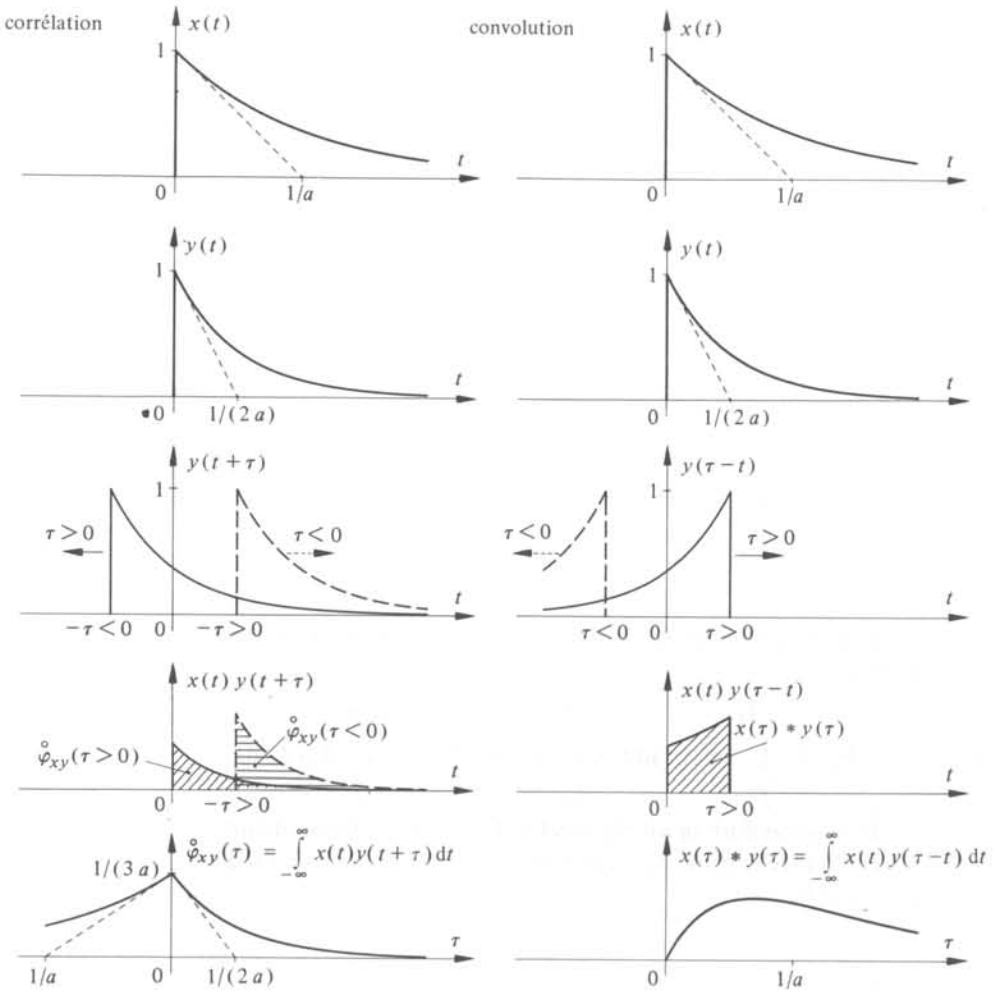 corrélation
x(t)
1
t
0
1/a
y(t)
1
t
0
1/(2a)
y(t+τ)
1
τ>0
τ<0
t
−τ<0
0
−τ>0
x(t) y(t+τ)
φ̊xy(τ<0)
φ̊xy(τ>0)
t
0
−τ>0
φ̊xy(τ) = ∫_{−∞}^{∞} x(t)y(t+τ) dt
1/(3a)
τ
1/a
0
1/(2a)
convolution
x(t)
1
t
0
1/a
y(t)
1
t
0
1/(2a)
y(τ−t)
1
τ<0
τ>0
t
τ<0
0
τ>0
x(t) y(τ−t)
x(τ) * y(τ)
t
0
τ>0
x(τ) * y(τ) = ∫_{−∞}^{∞} x(t) y(τ−t) dt
τ
0
1/a